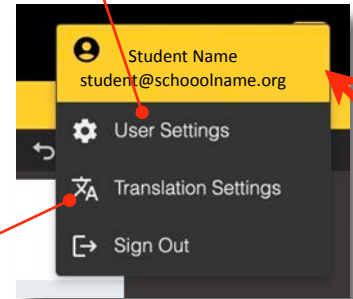 Student Name
student@schooolname.org
User Settings
Translation Settings
Sign Out